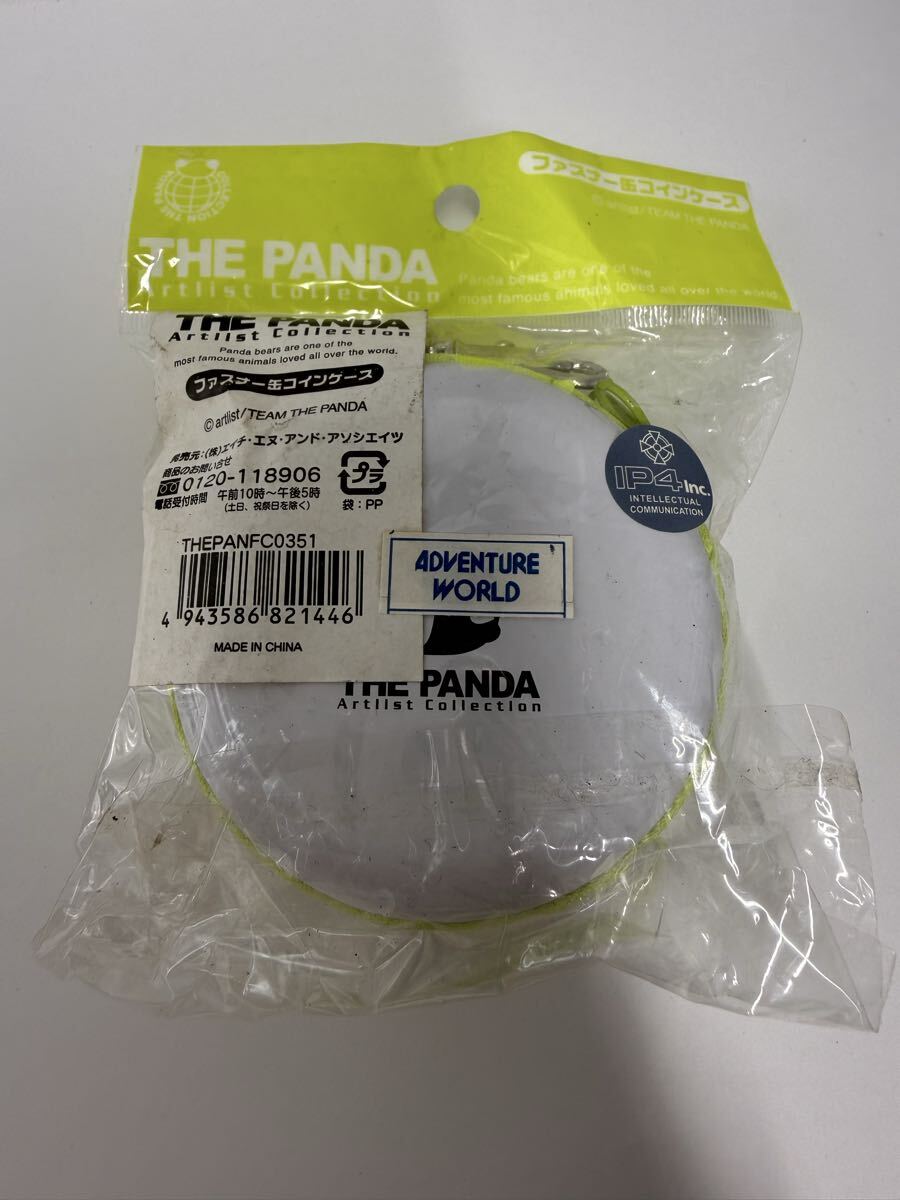 COLLECTION THE PANDA
ファスナー缶コインケース
© artlist/TEAM THE PANDA
THE PANDA
Artlist Collection
Panda bears are one of the
most famous animals loved all over the world.
THE PANDA
Artlist Collection
Panda bears are one of the
most famous animals loved all over the world.
ファスナー缶コインケース
© artlist/TEAM THE PANDA
発売元:(株)エイチ・エヌ・アンド・アソシエイツ
商品のお問い合せ
0120-118906
電話受付時間 午前10時〜午後5時
(土日、祝祭日を除く)
プラ
袋:PP
THEPANFC0351
4 943586 821446
MADE IN CHINA
IP4 Inc.
INTELLECTUAL
COMMUNICATION
ADVENTURE
WORLD
THE PANDA
Artlist Collection